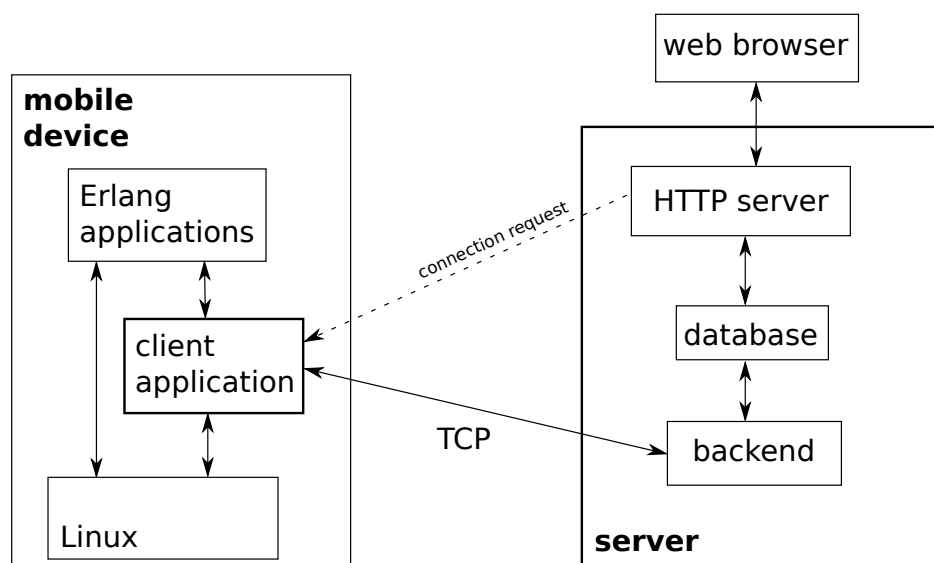 web browser
mobile
device
Erlang
applications
HTTP server
connection request
client
application
database
TCP
backend
Linux
server